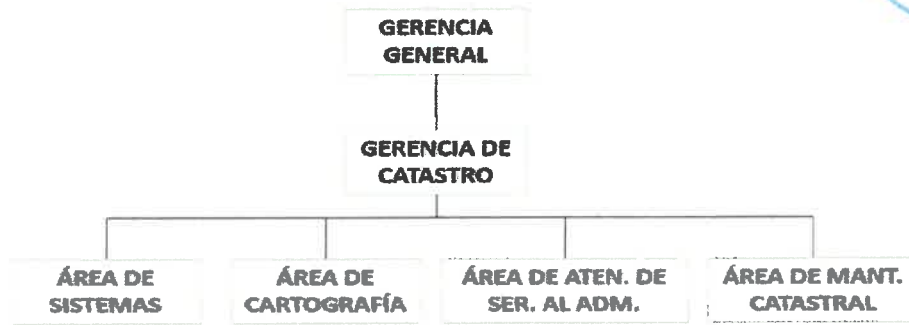 GERENCIA
GENERAL
GERENCIA DE
CATASTRO
ÁREA DE
SISTEMAS
ÁREA DE
CARTOGRAFÍA
ÁREA DE ATEN. DE
SER. AL ADM.
ÁREA DE MANT.
CATASTRAL